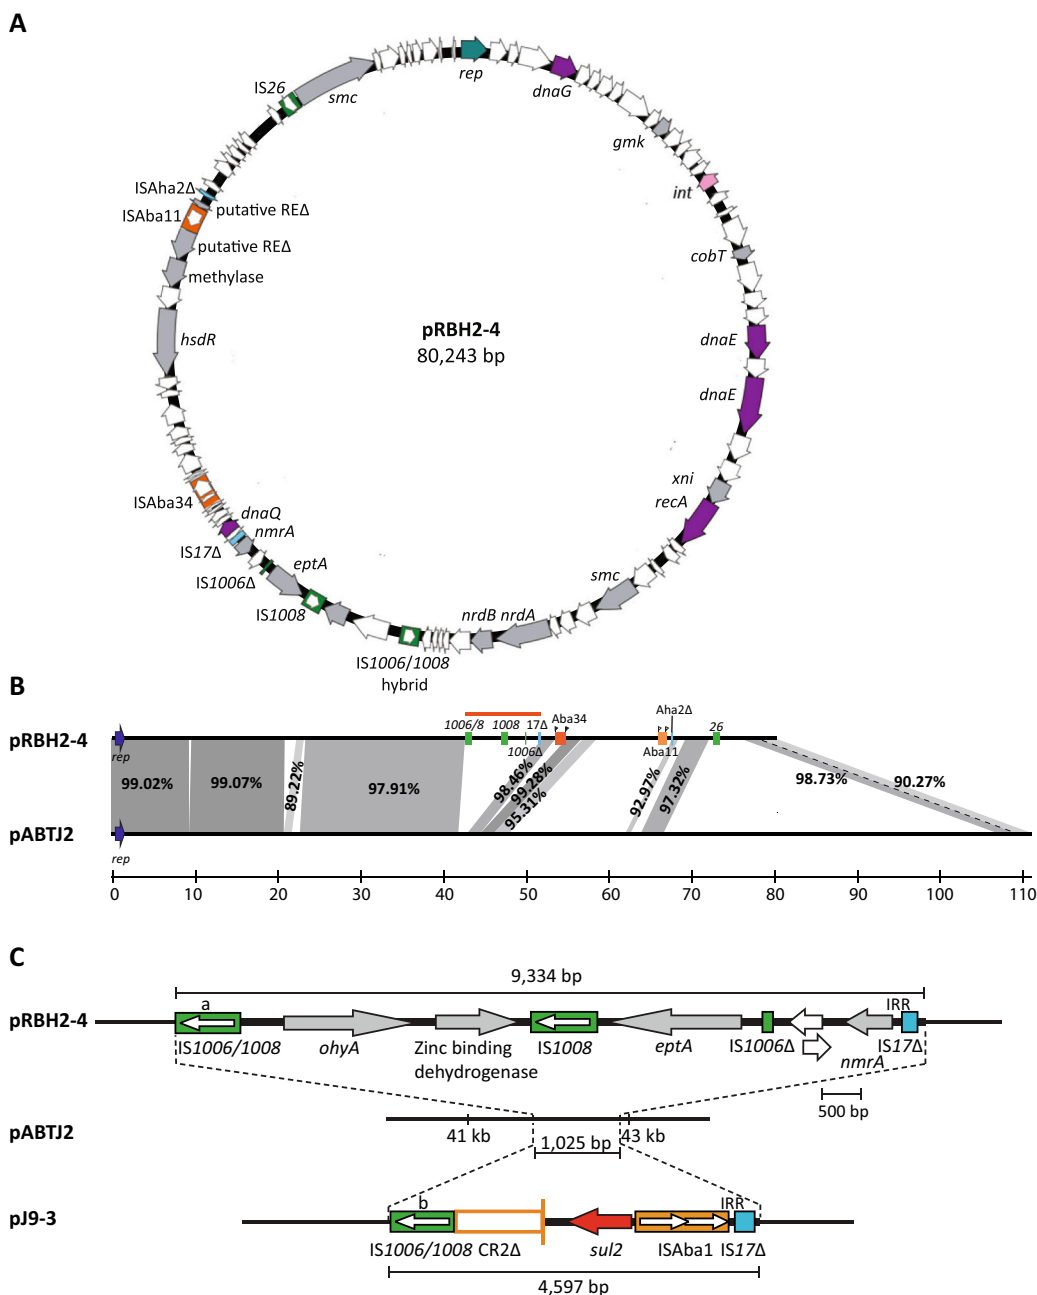 A
IS26
smc
rep
dnaG
gmk
int
cobT
dnaE
dnaE
xni
recA
smc
nrdB nrdA
IS1006/1008
hybrid
IS1008
eptA
IS1006Δ
IS17Δ
nmrA
dnaQ
ISAba34
hsdR
methylase
putative REΔ
ISAba11
putative REΔ
ISAha2Δ
pRBH2-4
80,243 bp
B
pRBH2-4
rep
1006/8
1008
17Δ
1006Δ
Aba34
Aha2Δ
Aba11
26
99.02%
99.07%
89.22%
97.91%
98.46%
99.28%
95.31%
92.97%
97.32%
98.73%
90.27%
pABTJ2
rep
0 10 20 30 40 50 60 70 80 90 100 110
C
9,334 bp
pRBH2-4
a
IRR
IS1006/1008
ohyA
Zinc binding
dehydrogenase
IS1008
eptA
IS1006Δ
nmrA
IS17Δ
500 bp
pABTJ2
41 kb
43 kb
1,025 bp
pJ9-3
b
IRR
IS1006/1008 CR2Δ
sul2
ISAba1 IS17Δ
4,597 bp